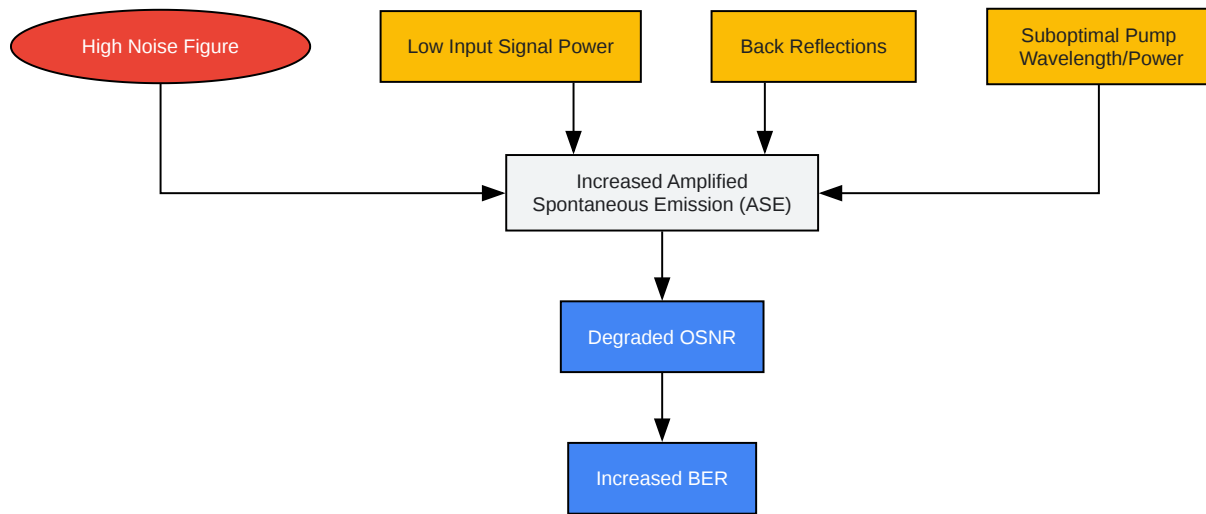 High Noise Figure
Low Input Signal Power
Back Reflections
Suboptimal Pump
Wavelength/Power
Increased Amplified
Spontaneous Emission (ASE)
Degraded OSNR
Increased BER